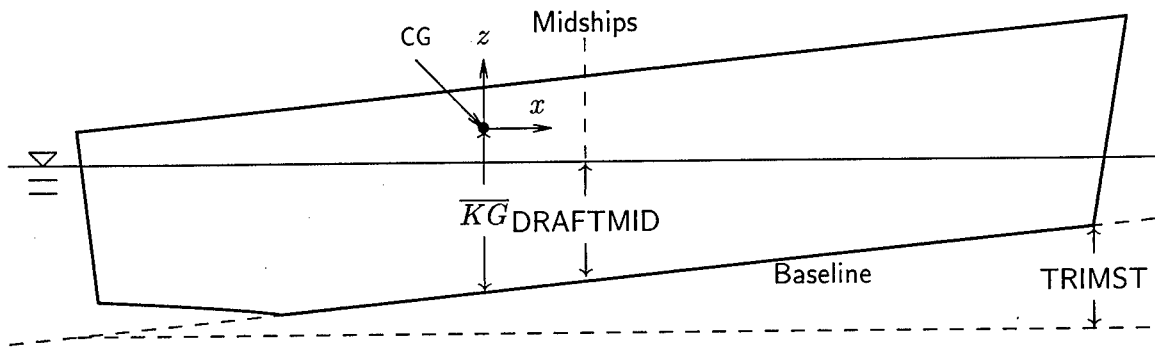 Midships
CG
z
x
KG
DRAFTMID
Baseline
TRIMST